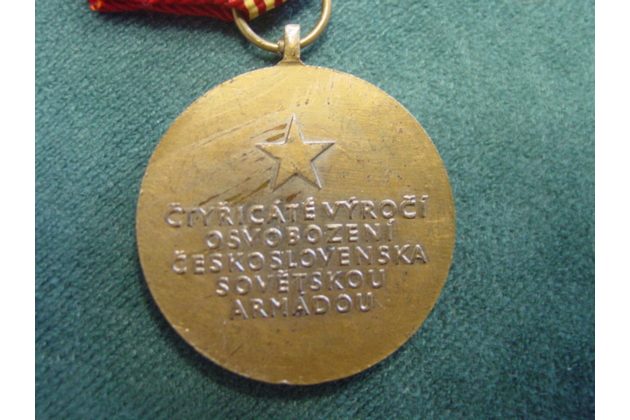 ČTYŘICÁTÉ VÝROČÍ
OSVOBOZENÍ
ČESKOSLOVENSKA
SOVĚTSKOU
ARMÁDOU